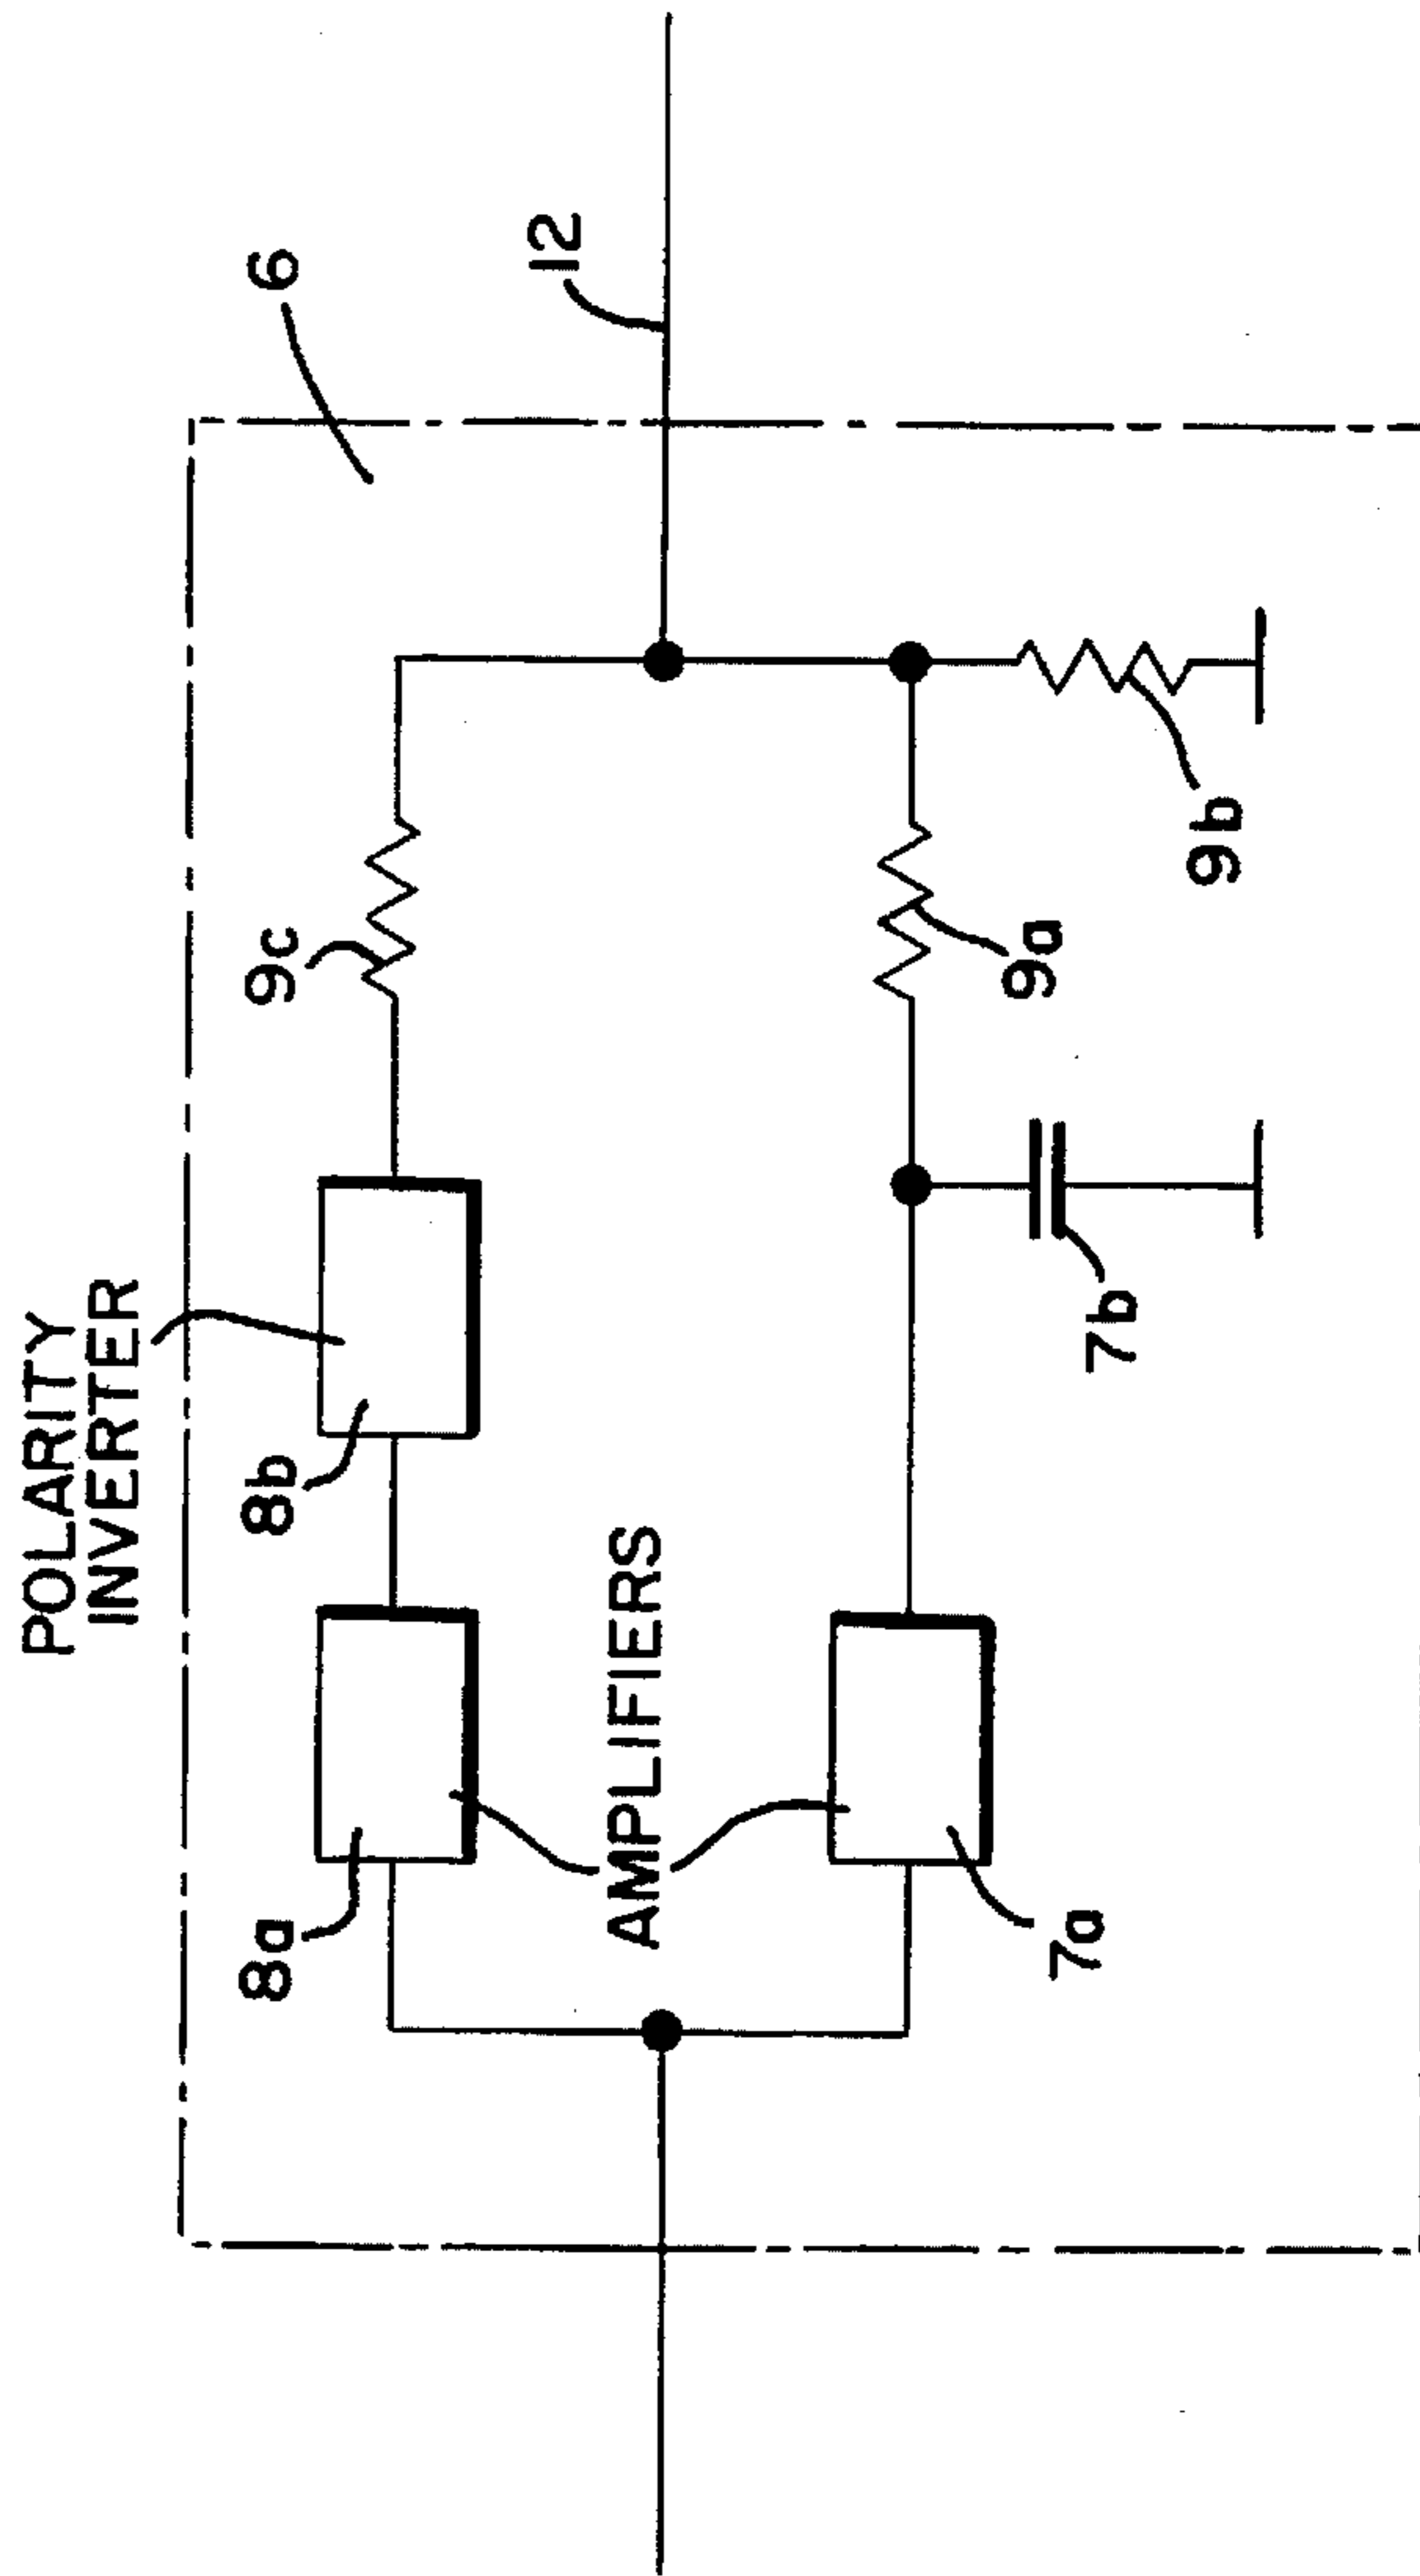 POLARITY
INVERTER
6
12
9c
8b
8a
AMPLIFIERS
9a
9b
7b
7a